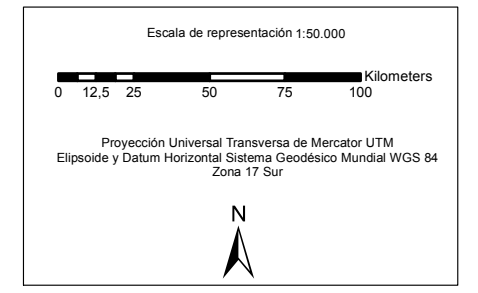 Escala de representación 1:50.000
Kilometers
0 12,5 25 50 75 100
Proyección Universal Transversa de Mercator UTM
Elipsoide y Datum Horizontal Sistema Geodésico Mundial WGS 84
Zona 17 Sur
N